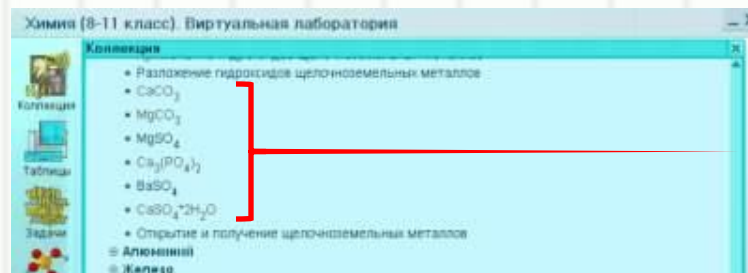 Химия (8-11 класс). Виртуальная лаборатория
Коллекция
Коллекция
• Разложение гидроксидов щелочноземельных металлов
• CaCO₃
• MgCO₃
• MgSO₄
Таблицы
• Ca₃(PO₄)₂
• BaSO₄
• CaSO₄*2H₂O
Задачи
• Открытие и получение щелочноземельных металлов
Алюминий
Железо